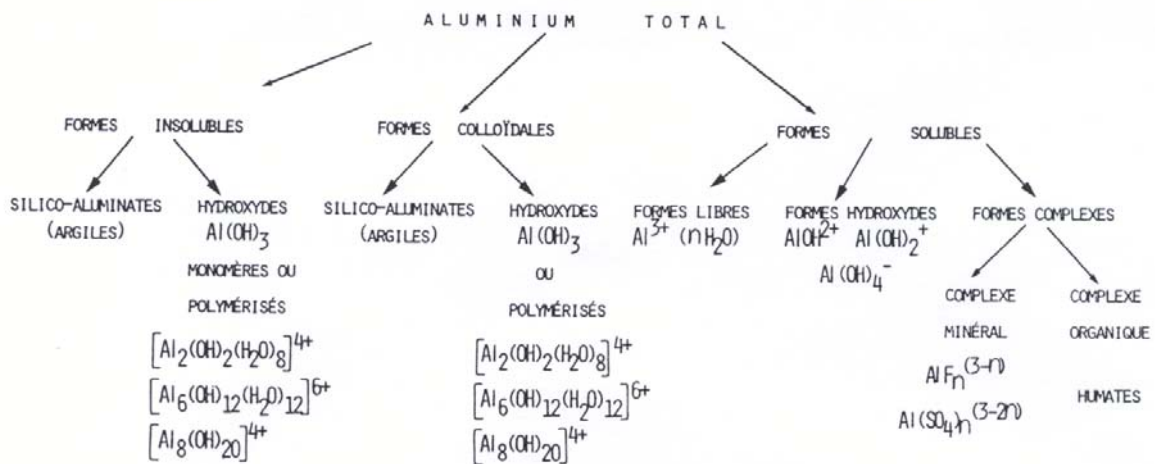 ALUMINIUM TOTAL
FORMES INSOLUBLES
FORMES COLLOÏDALES
FORMES SOLUBLES
SILICO-ALUMINATES
(ARGILES)
HYDROXYDES
Al(OH)3
MONOMÈRES OU
POLYMÉRISÉS
[Al2(OH)2(H2O)8]4+
[Al6(OH)12(H2O)12]6+
[Al8(OH)20]4+
SILICO-ALUMINATES
(ARGILES)
HYDROXYDES
Al(OH)3
OU
POLYMÉRISÉS
[Al2(OH)2(H2O)8]4+
[Al6(OH)12(H2O)12]6+
[Al8(OH)20]4+
FORMES LIBRES
Al3+ (nH2O)
FORMES HYDROXYDES
AlOH2+ Al(OH)2+
Al(OH)4-
FORMES COMPLEXES
COMPLEXE
MINÉRAL
AlFn(3-n)
Al(SO4)n(3-2n)
COMPLEXE
ORGANIQUE
HUMATES